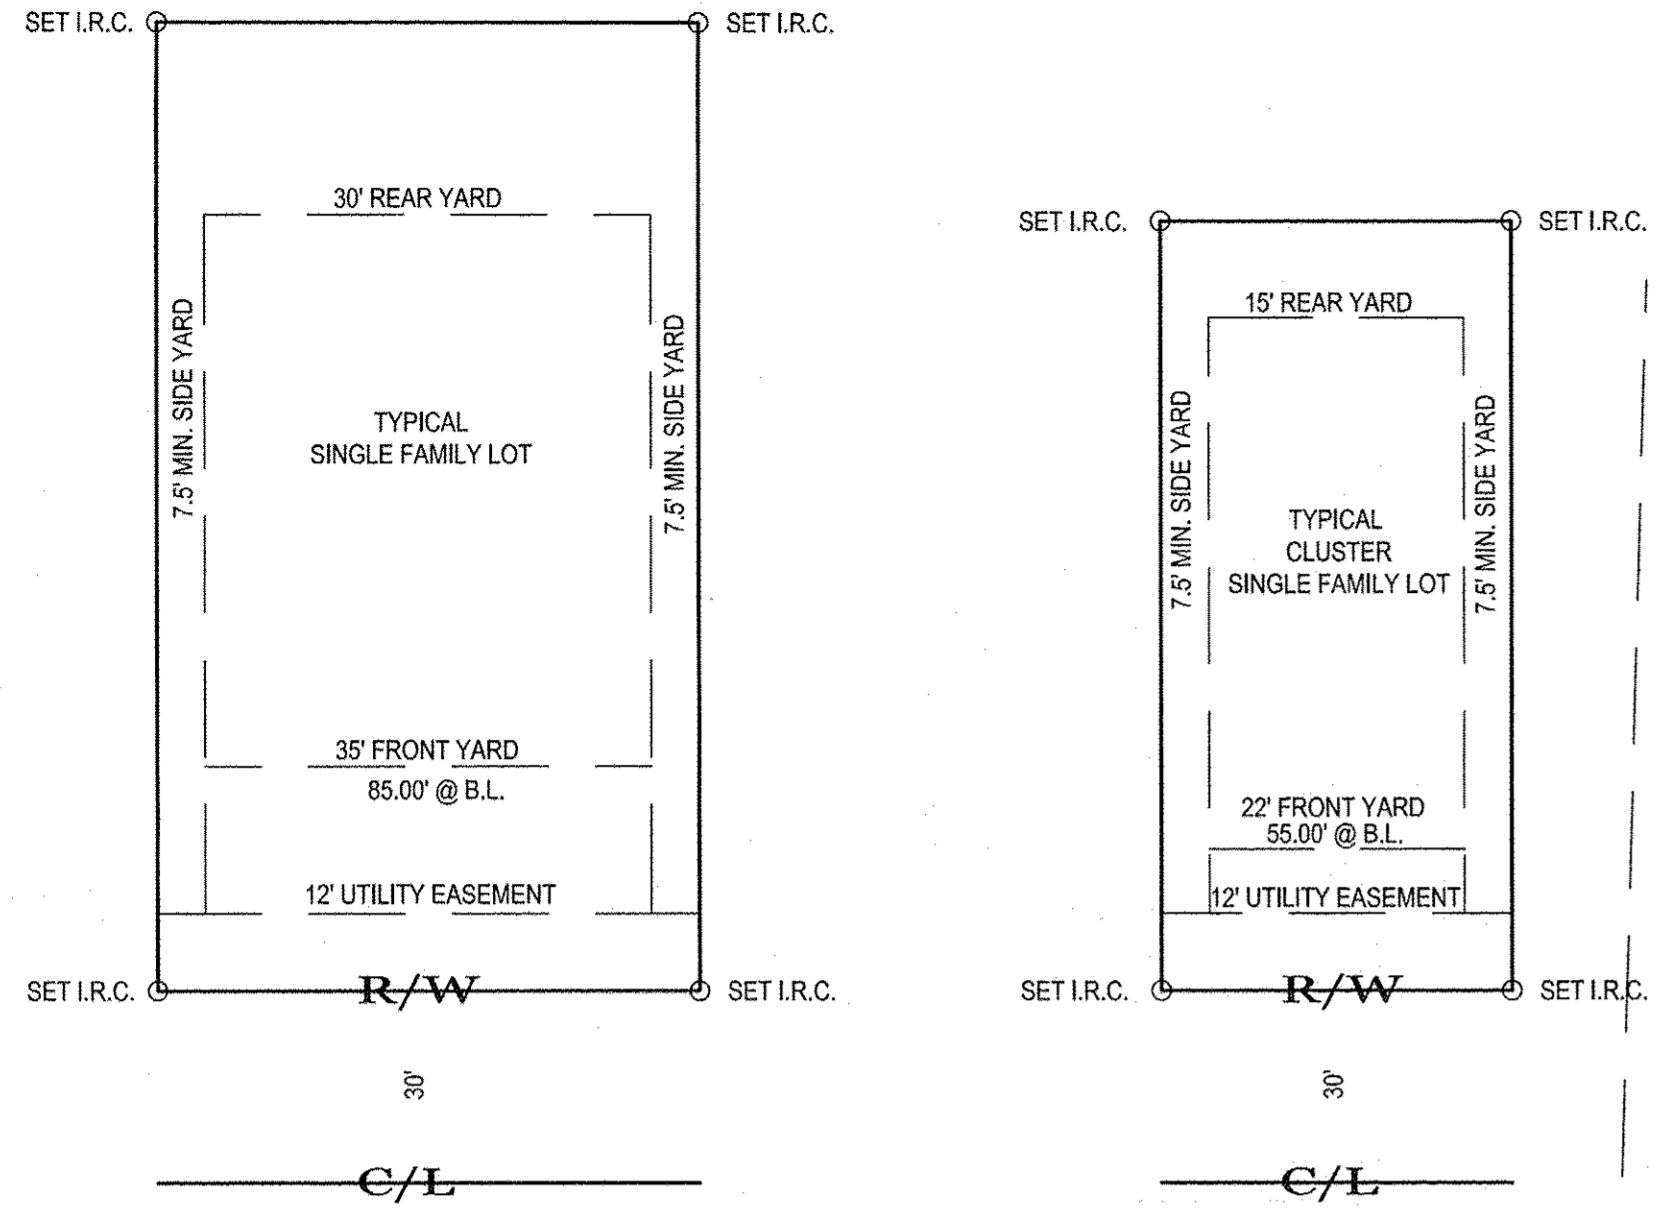 SET I.R.C.
SET I.R.C.
30' REAR YARD
7.5' MIN. SIDE YARD
7.5' MIN. SIDE YARD
TYPICAL
SINGLE FAMILY LOT
35' FRONT YARD
85.00' @ B.L.
12' UTILITY EASEMENT
SET I.R.C.
R/W
SET I.R.C.
30'
C/L
SET I.R.C.
SET I.R.C.
15' REAR YARD
7.5' MIN. SIDE YARD
7.5' MIN. SIDE YARD
TYPICAL
CLUSTER
SINGLE FAMILY LOT
22' FRONT YARD
55.00' @ B.L.
12' UTILITY EASEMENT
SET I.R.C.
R/W
SET I.R.C.
30'
C/L